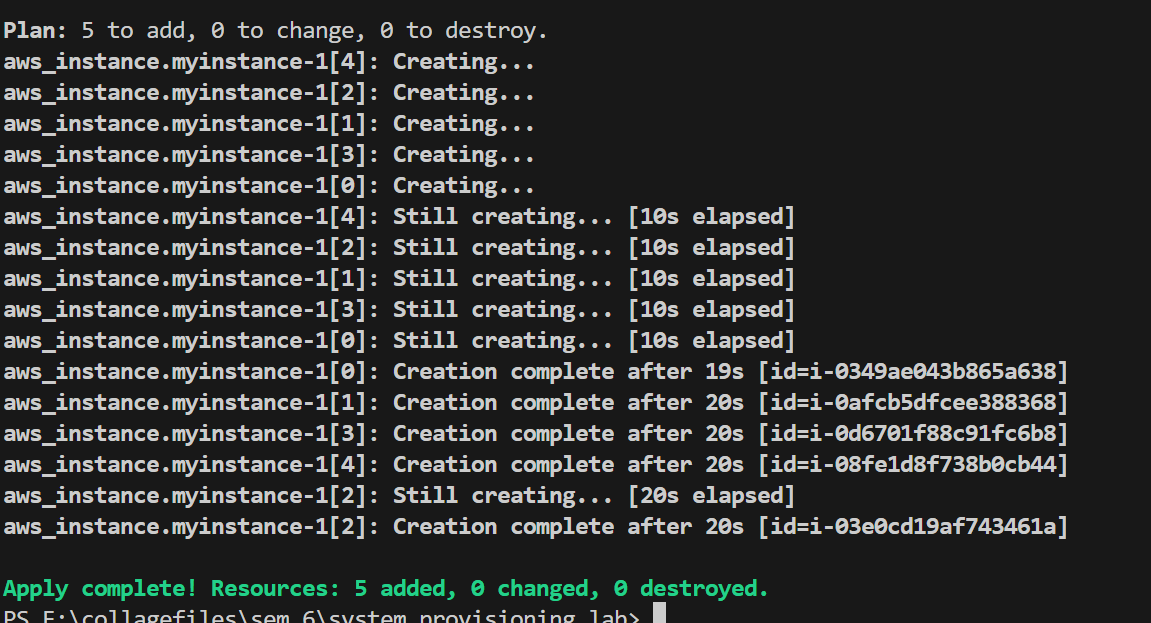 Plan: 5 to add, 0 to change, 0 to destroy.
aws_instance.myinstance-1[4]: Creating...
aws_instance.myinstance-1[2]: Creating...
aws_instance.myinstance-1[1]: Creating...
aws_instance.myinstance-1[3]: Creating...
aws_instance.myinstance-1[0]: Creating...
aws_instance.myinstance-1[4]: Still creating... [10s elapsed]
aws_instance.myinstance-1[2]: Still creating... [10s elapsed]
aws_instance.myinstance-1[1]: Still creating... [10s elapsed]
aws_instance.myinstance-1[3]: Still creating... [10s elapsed]
aws_instance.myinstance-1[0]: Still creating... [10s elapsed]
aws_instance.myinstance-1[0]: Creation complete after 19s [id=i-0349ae043b865a638]
aws_instance.myinstance-1[1]: Creation complete after 20s [id=i-0afcb5dfcee388368]
aws_instance.myinstance-1[3]: Creation complete after 20s [id=i-0d6701f88c91fc6b8]
aws_instance.myinstance-1[4]: Creation complete after 20s [id=i-08fe1d8f738b0cb44]
aws_instance.myinstance-1[2]: Still creating... [20s elapsed]
aws_instance.myinstance-1[2]: Creation complete after 20s [id=i-03e0cd19af743461a]
Apply complete! Resources: 5 added, 0 changed, 0 destroyed.
PS F:\collagefiles\sem 6\system provisioning lab>